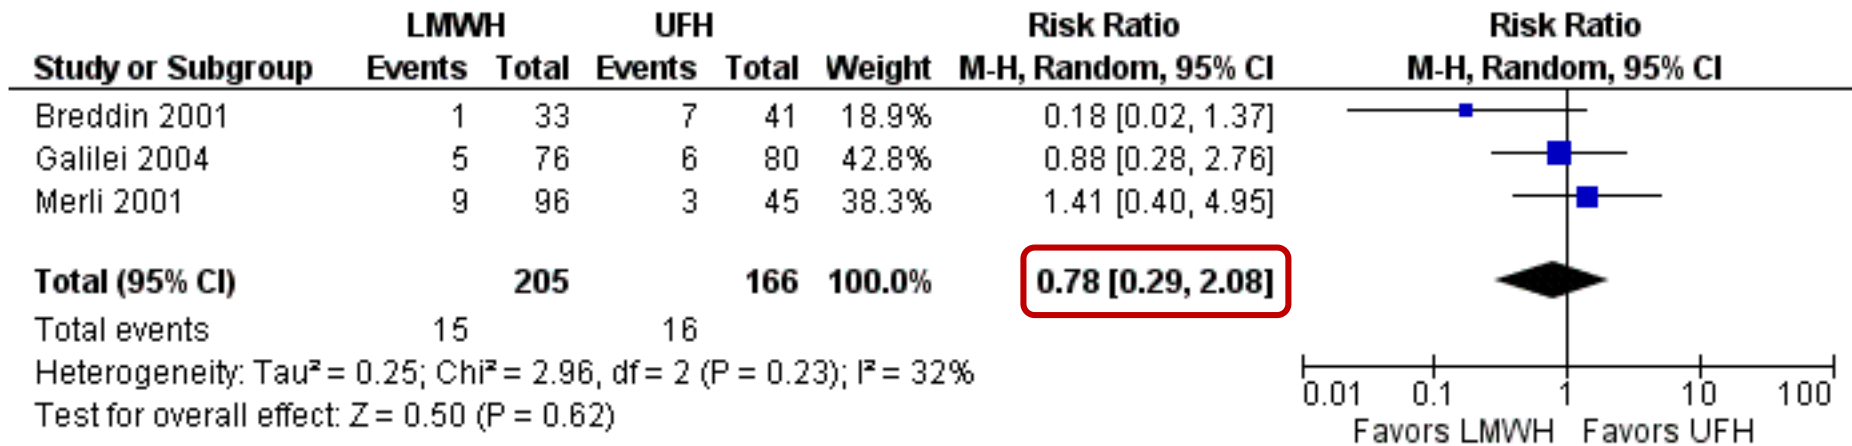 LMWH UFH Risk Ratio Risk Ratio
Study or Subgroup Events Total Events Total Weight M-H, Random, 95% CI M-H, Random, 95% CI
Breddin 2001 1 33 7 41 18.9% 0.18 [0.02, 1.37]
Galilei 2004 5 76 6 80 42.8% 0.88 [0.28, 2.76]
Merli 2001 9 96 3 45 38.3% 1.41 [0.40, 4.95]
Total (95% CI) 205 166 100.0% 0.78 [0.29, 2.08]
Total events 15 16
Heterogeneity: Tau² = 0.25; Chi² = 2.96, df = 2 (P = 0.23); I² = 32%
Test for overall effect: Z = 0.50 (P = 0.62)
0.01 0.1 1 10 100
Favors LMWH Favors UFH